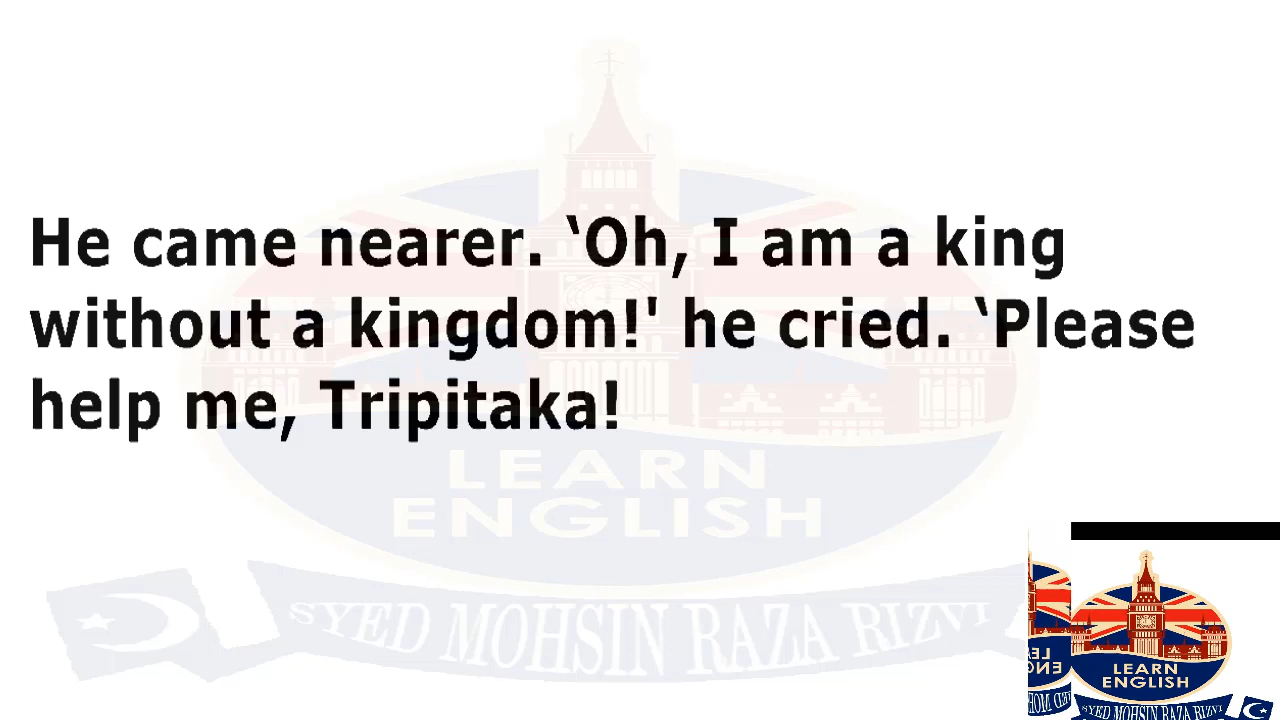 He came nearer. ‘Oh, I am a king
without a kingdom!' he cried. ‘Please
help me, Tripitaka!
LEARN
ENGLISH
SYED MOHSIN RAZA RIZVI
LEARN
ENGLISH
SYED MOHSIN RAZA RIZVI